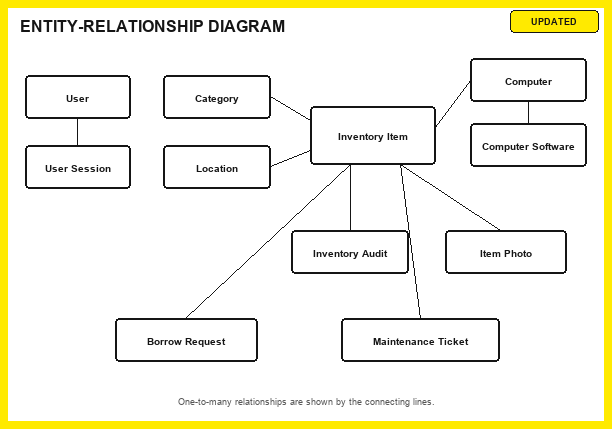 ENTITY-RELATIONSHIP DIAGRAM
UPDATED
User
Category
Inventory Item
Computer
User Session
Location
Computer Software
Inventory Audit
Item Photo
Borrow Request
Maintenance Ticket
One-to-many relationships are shown by the connecting lines.